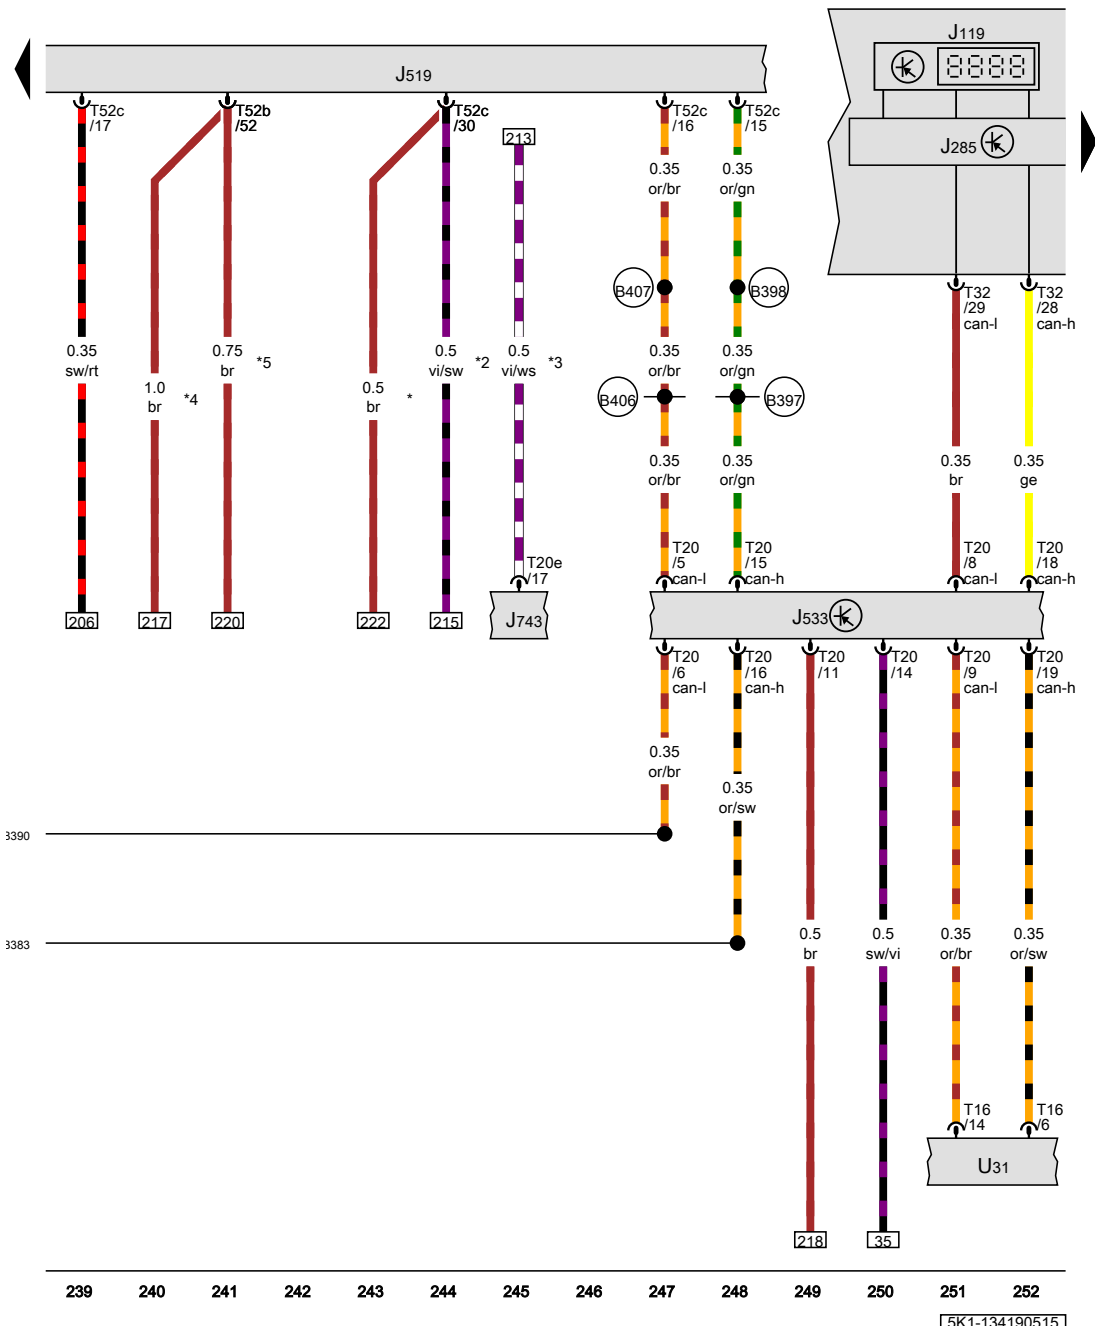 J119
J519
J285
T52c
/17
T52b
/52
T52c
/30
T52c
/16
T52c
/15
213
0.35
or/br
0.35
or/gn
B407
B398
T32
/29
can-l
T32
/28
can-h
0.35
sw/rt
1.0
br
*4
0.75
br
*5
0.5
br
*
0.5
vi/sw
*2
0.5
vi/ws
*3
0.35
or/br
0.35
or/gn
B406
B397
0.35
or/br
0.35
or/gn
0.35
br
0.35
ge
T20e
/17
T20
/5
can-l
T20
/15
can-h
T20
/8
can-l
T20
/18
can-h
206
217
220
222
215
J743
J533
T20
/6
can-l
T20
/16
can-h
T20
/11
T20
/14
T20
/9
can-l
T20
/19
can-h
0.35
or/br
0.35
or/sw
3390
3383
0.5
br
0.5
sw/vi
0.35
or/br
0.35
or/sw
T16
/14
T16
/6
U31
218
35
239 240 241 242 243 244 245 246 247 248 249 250 251 252
5K1-134190515